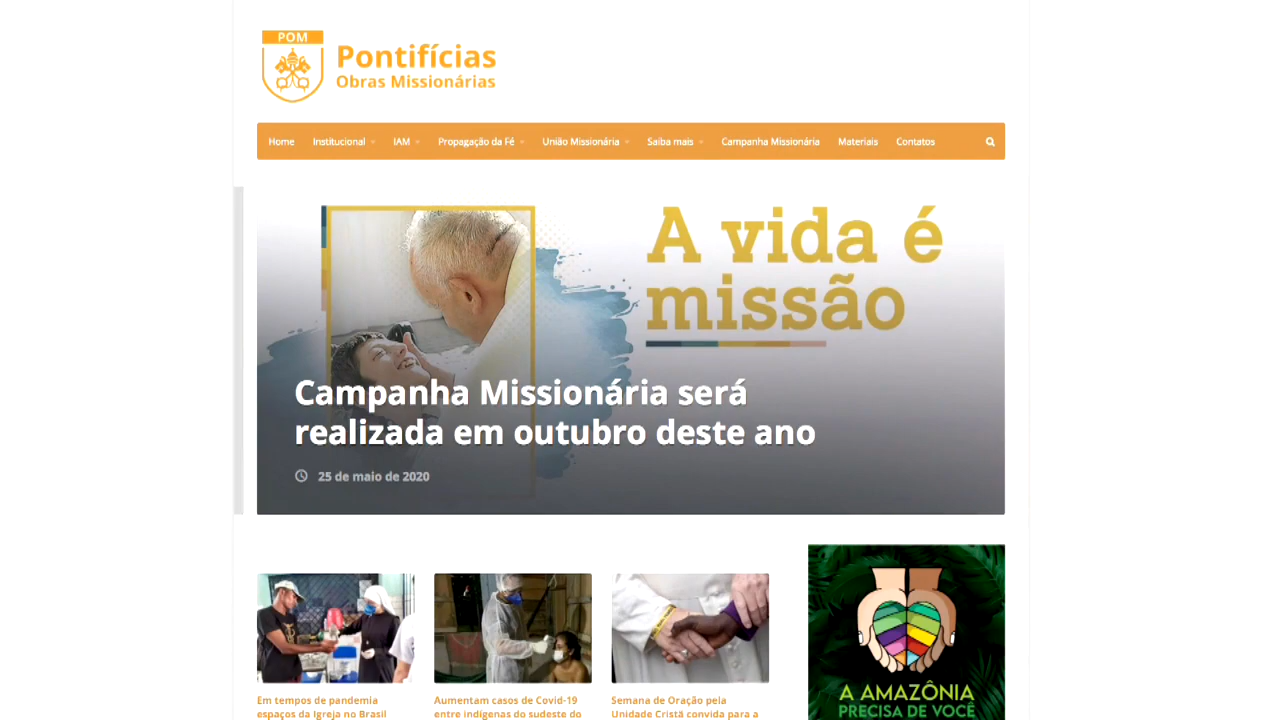 POM
Pontifícias
Obras Missionárias
Home Institucional IAM Propagação da Fé União Missionária Saiba mais Campanha Missionária Materiais Contatos
A vida é
missão
Campanha Missionária será
realizada em outubro deste ano
25 de maio de 2020
Em tempos de pandemia
espaços da Igreja no Brasil
Aumentam casos de Covid-19
entre indígenas do sudeste do
Semana de Oração pela
Unidade Cristã convida para a
A AMAZÔNIA
PRECISA DE VOCÊ